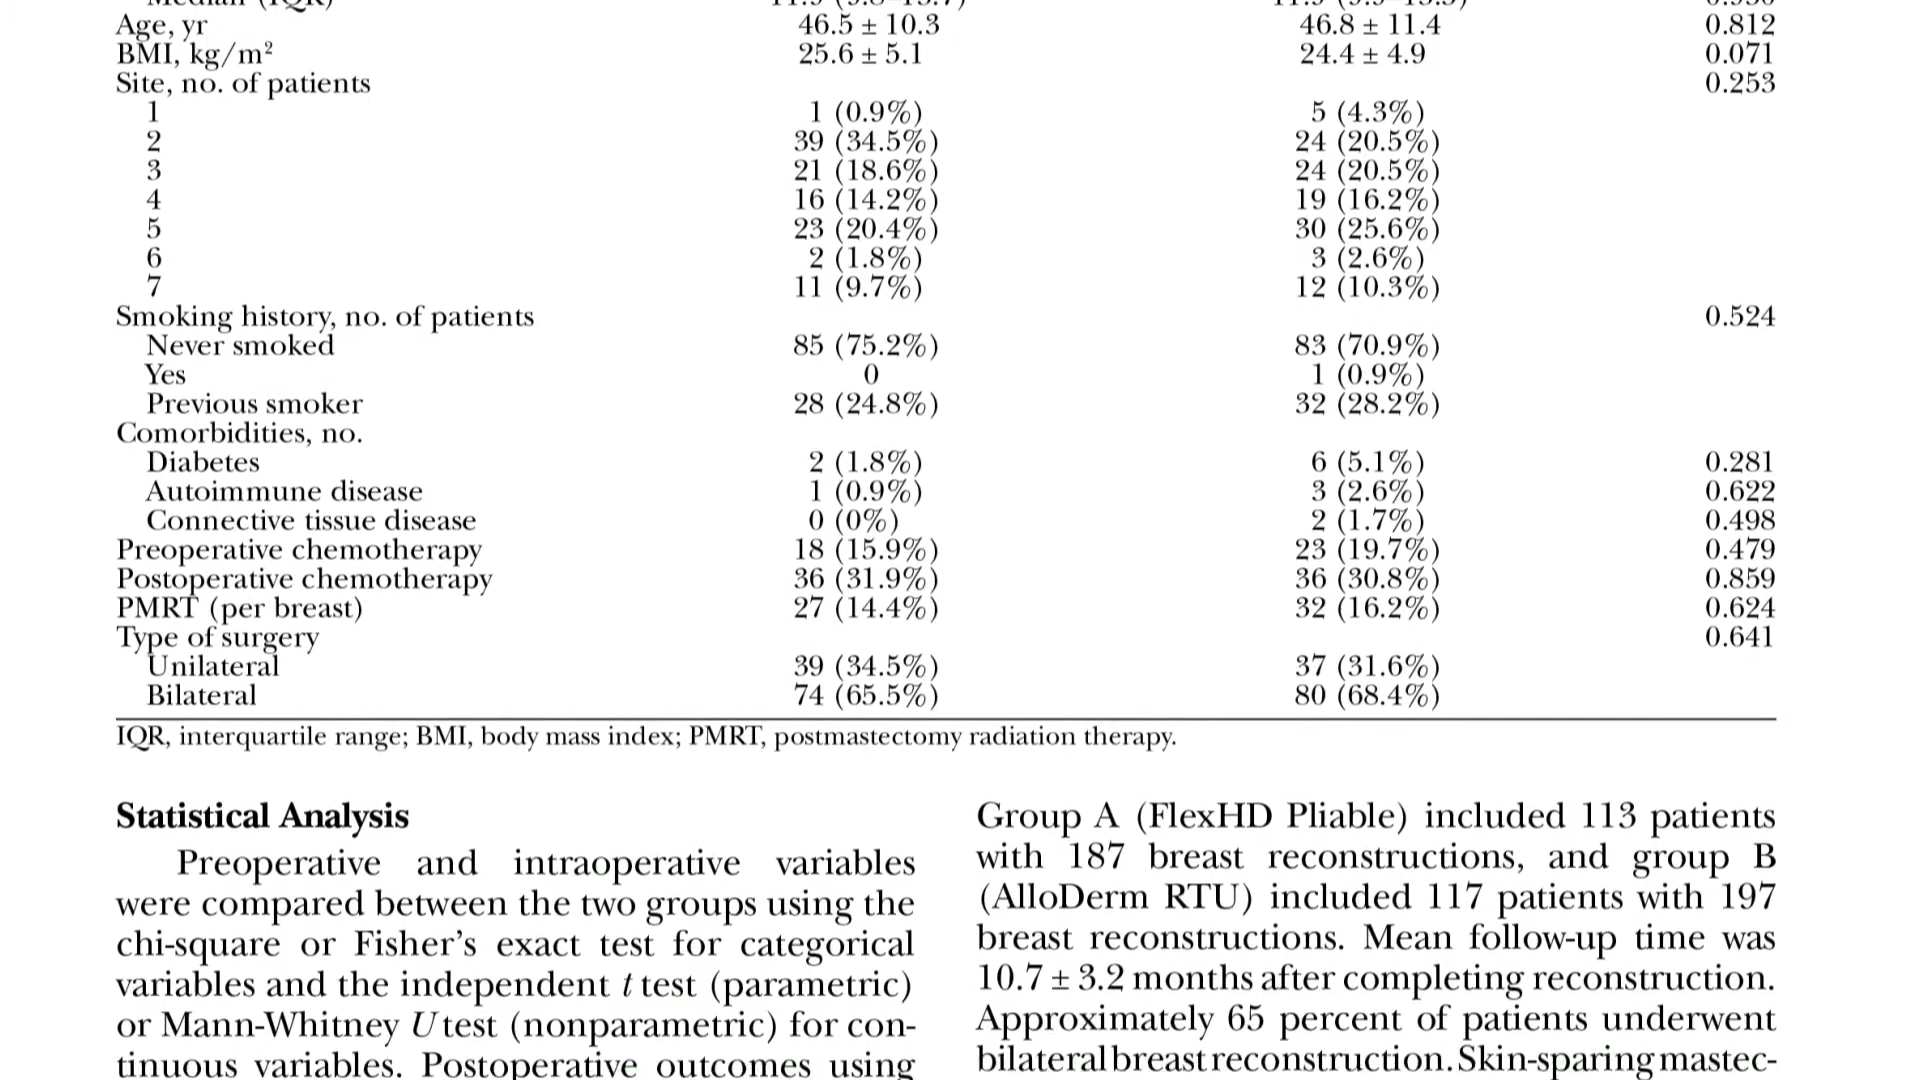 Age, yr 46.5 ± 10.3 46.8 ± 11.4 0.812
BMI, kg/m² 25.6 ± 5.1 24.4 ± 4.9 0.071
Site, no. of patients 0.253
1 1 (0.9%) 5 (4.3%)
2 39 (34.5%) 24 (20.5%)
3 21 (18.6%) 24 (20.5%)
4 16 (14.2%) 19 (16.2%)
5 23 (20.4%) 30 (25.6%)
6 2 (1.8%) 3 (2.6%)
7 11 (9.7%) 12 (10.3%)
Smoking history, no. of patients 0.524
Never smoked 85 (75.2%) 83 (70.9%)
Yes 0 1 (0.9%)
Previous smoker 28 (24.8%) 32 (28.2%)
Comorbidities, no.
Diabetes 2 (1.8%) 6 (5.1%) 0.281
Autoimmune disease 1 (0.9%) 3 (2.6%) 0.622
Connective tissue disease 0 (0%) 2 (1.7%) 0.498
Preoperative chemotherapy 18 (15.9%) 23 (19.7%) 0.479
Postoperative chemotherapy 36 (31.9%) 36 (30.8%) 0.859
PMRT (per breast) 27 (14.4%) 32 (16.2%) 0.624
Type of surgery 0.641
Unilateral 39 (34.5%) 37 (31.6%)
Bilateral 74 (65.5%) 80 (68.4%)
IQR, interquartile range; BMI, body mass index; PMRT, postmastectomy radiation therapy.
Statistical Analysis
Preoperative and intraoperative variables
were compared between the two groups using the
chi-square or Fisher's exact test for categorical
variables and the independent t test (parametric)
or Mann-Whitney U test (nonparametric) for con-
tinuous variables. Postoperative outcomes using
Group A (FlexHD Pliable) included 113 patients
with 187 breast reconstructions, and group B
(AlloDerm RTU) included 117 patients with 197
breast reconstructions. Mean follow-up time was
10.7 ± 3.2 months after completing reconstruction.
Approximately 65 percent of patients underwent
bilateral breast reconstruction. Skin-sparing mastec-